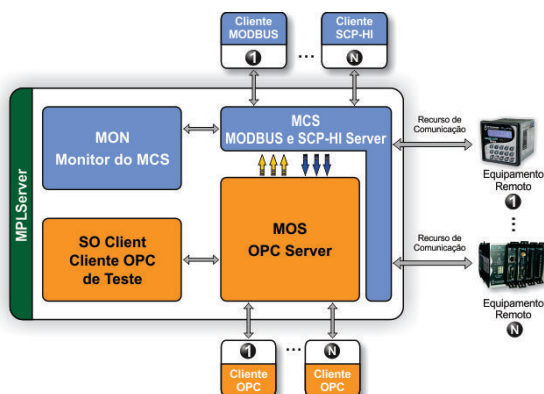 Cliente
MODBUS
1
...
Cliente
SCP-HI
N
MPLServer
MON
Monitor do MCS
MCS
MODBUS e SCP-HI Server
SO Client
Cliente OPC
de Teste
MOS
OPC Server
Recurso de
Comunicação
Equipamento
Remoto
1
...
Recurso de
Comunicação
Equipamento
Remoto
N
1
Cliente
OPC
...
N
Cliente
OPC